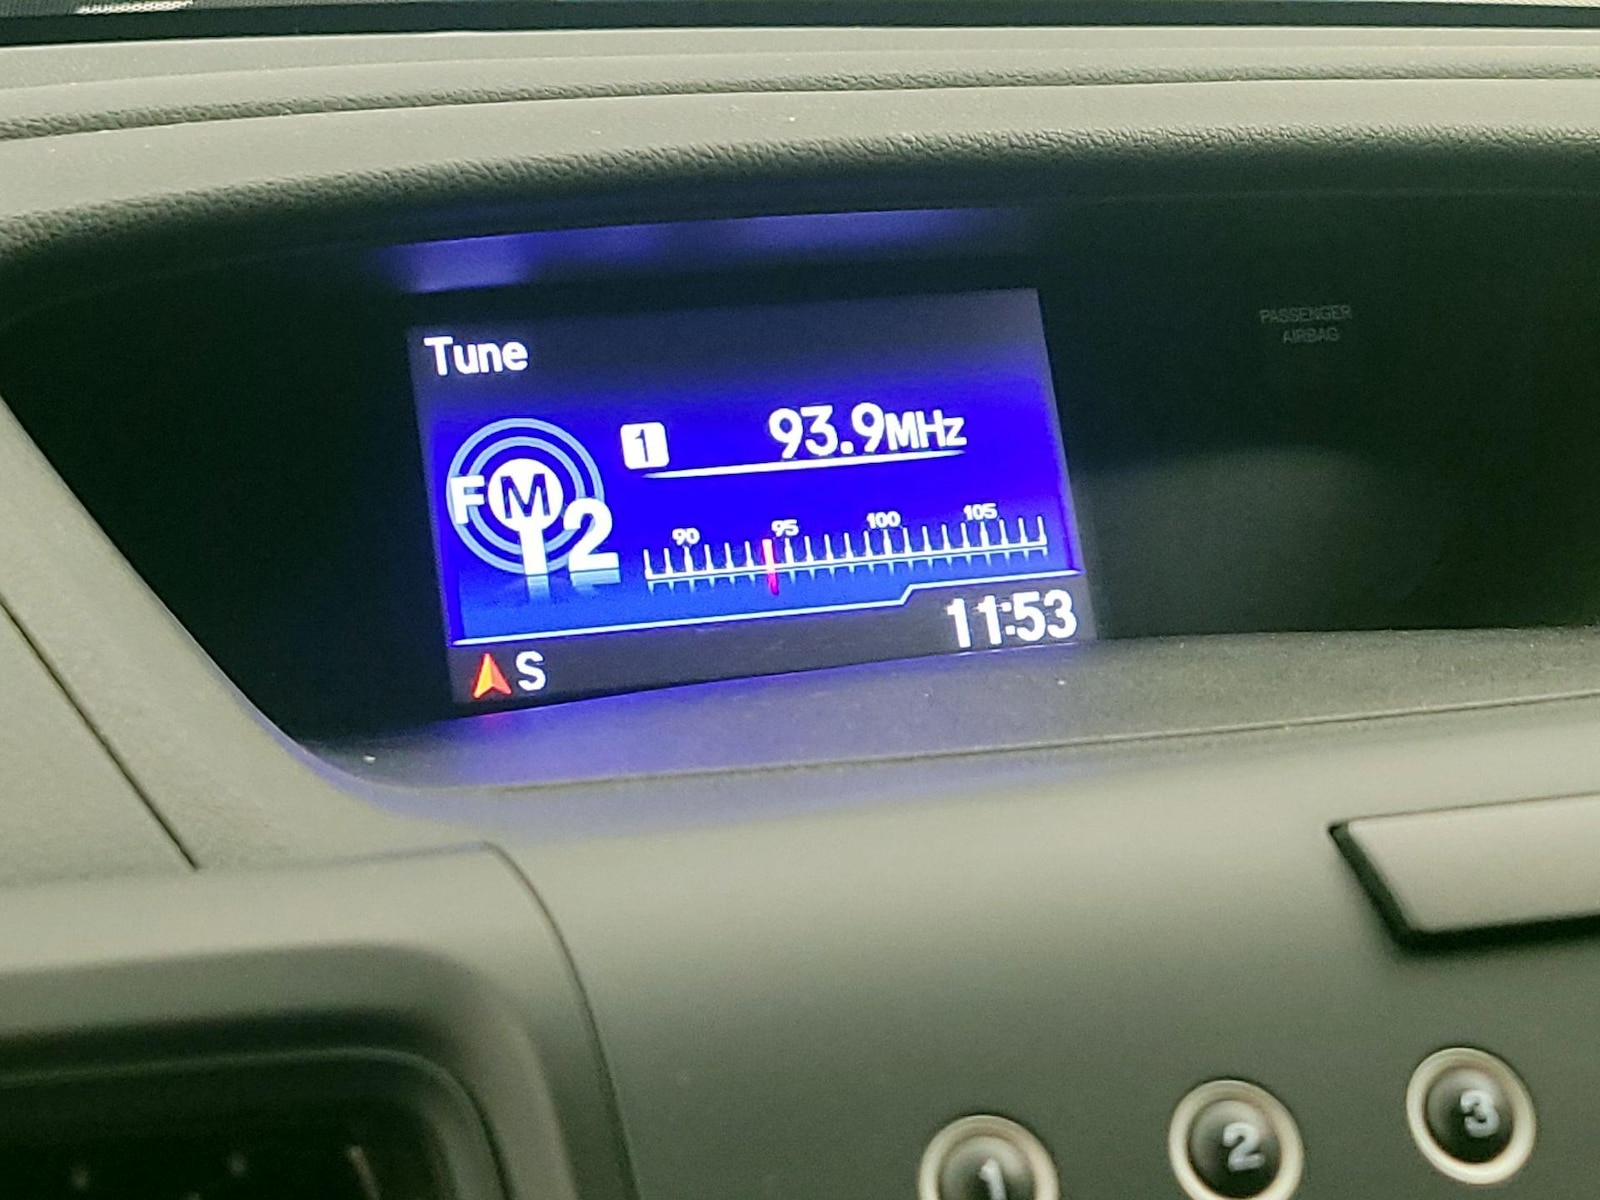 Tune
FM
2
1 93.9MHz
90 95 100 105
11:53
S
PASSENGER
AIRBAG
1 2 3